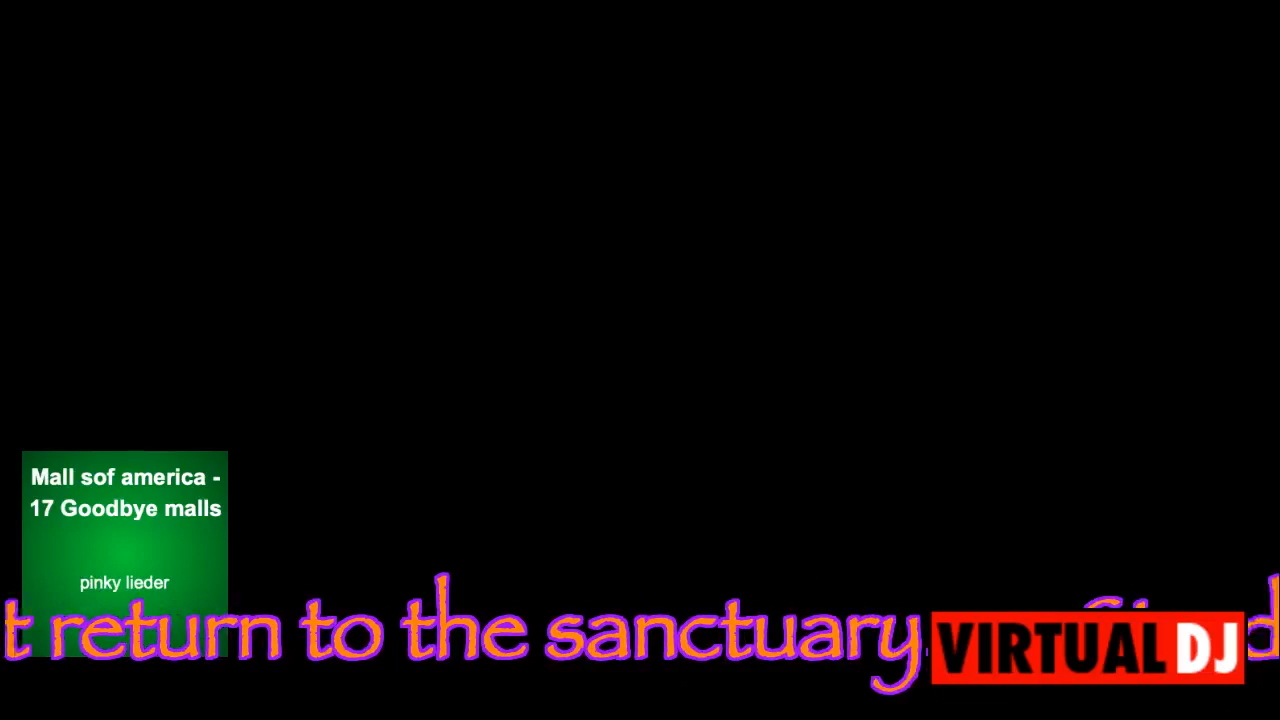 Mall sof america -
17 Goodbye malls
pinky lieder
t return to the sanctuary
VIRTUAL DJ